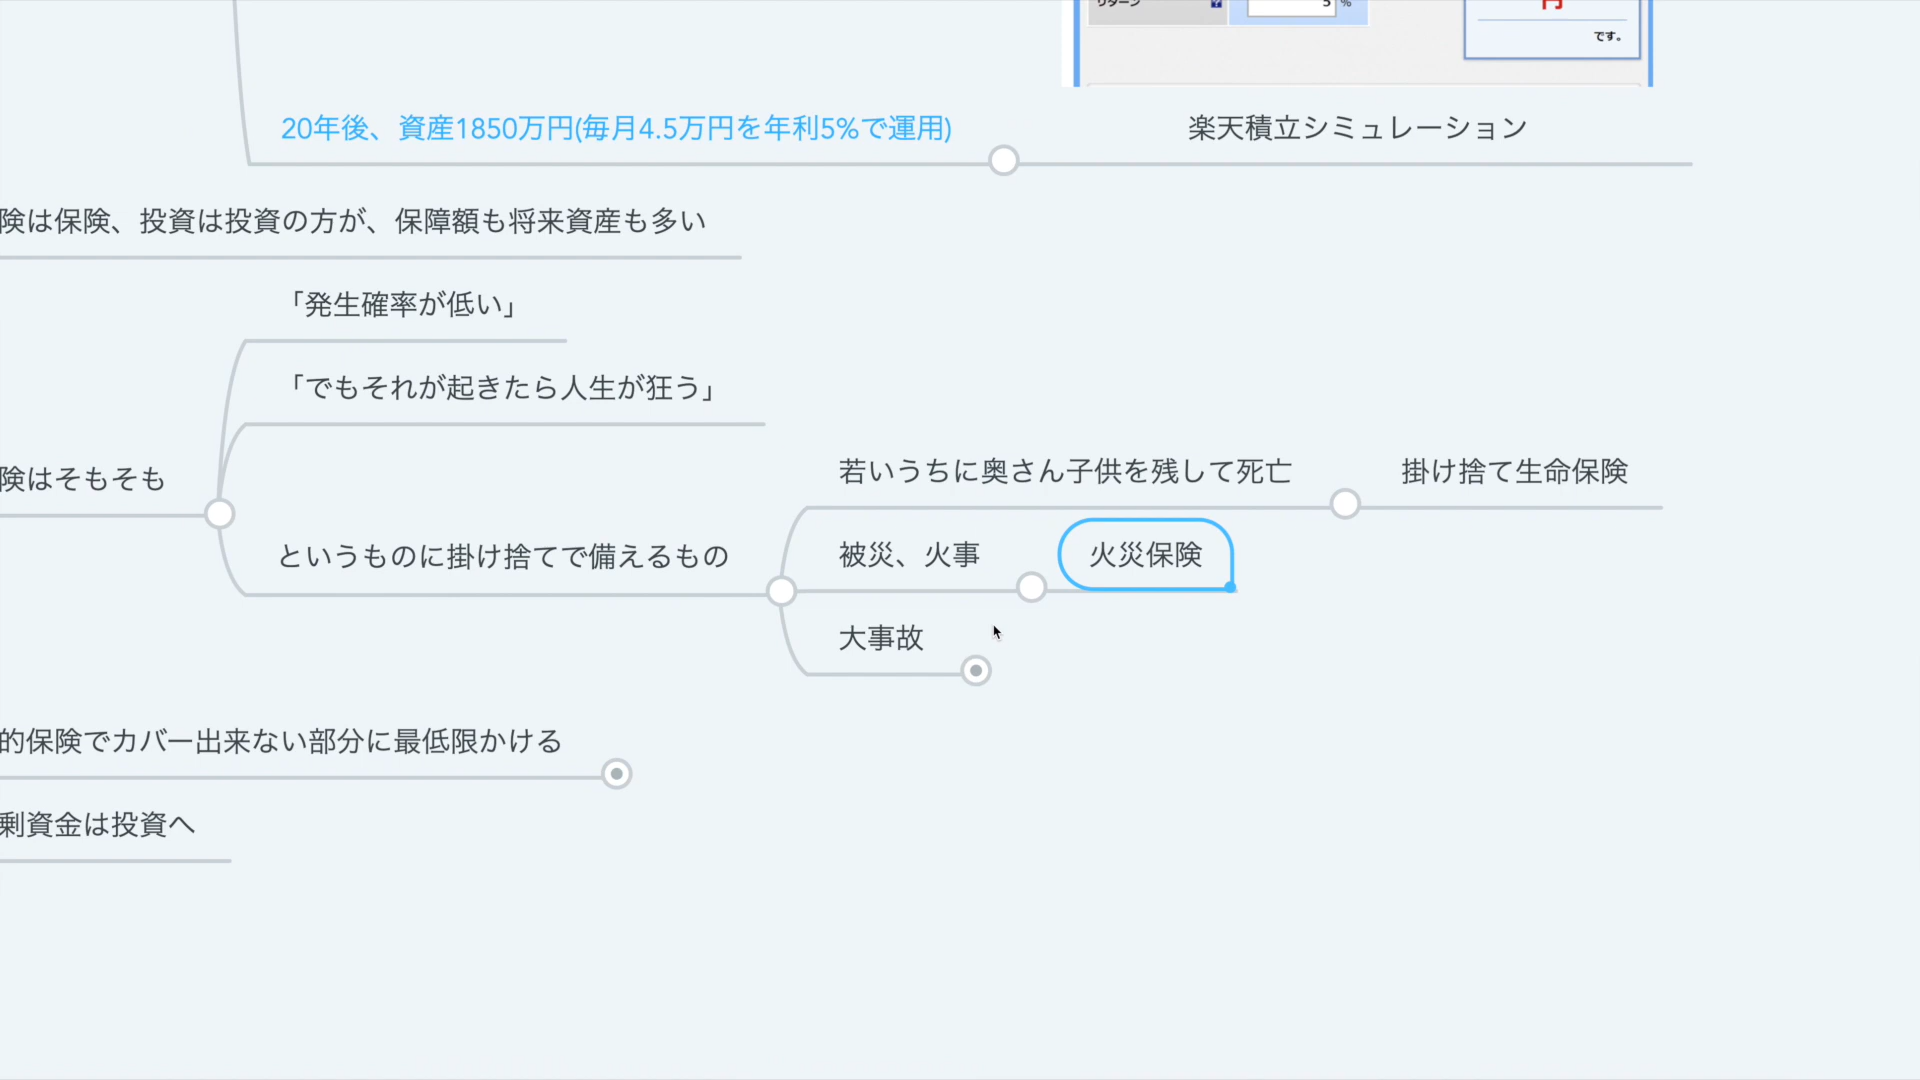 5 %
円
です。
20年後、資産1850万円(毎月4.5万円を年利5%で運用)
楽天積立シミュレーション
険は保険、投資は投資の方が、保障額も将来資産も多い
「発生確率が低い」
「でもそれが起きたら人生が狂う」
険はそもそも
というものに掛け捨てで備えるもの
若いうちに奥さん子供を残して死亡
掛け捨て生命保険
被災、火事
火災保険
大事故
的保険でカバー出来ない部分に最低限かける
剰資金は投資へ